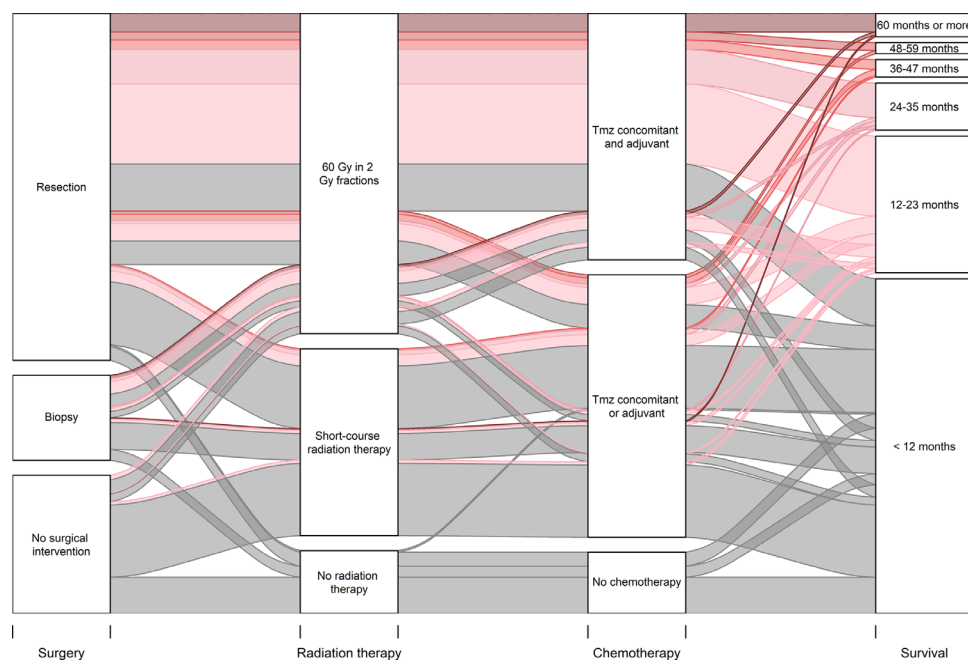 Resection
Biopsy
No surgical
intervention
60 Gy in 2
Gy fractions
Short-course
radiation therapy
No radiation
therapy
Tmz concomitant
and adjuvant
Tmz concomitant
or adjuvant
No chemotherapy
60 months or more
48-59 months
36-47 months
24-35 months
12-23 months
< 12 months
Surgery
Radiation therapy
Chemotherapy
Survival